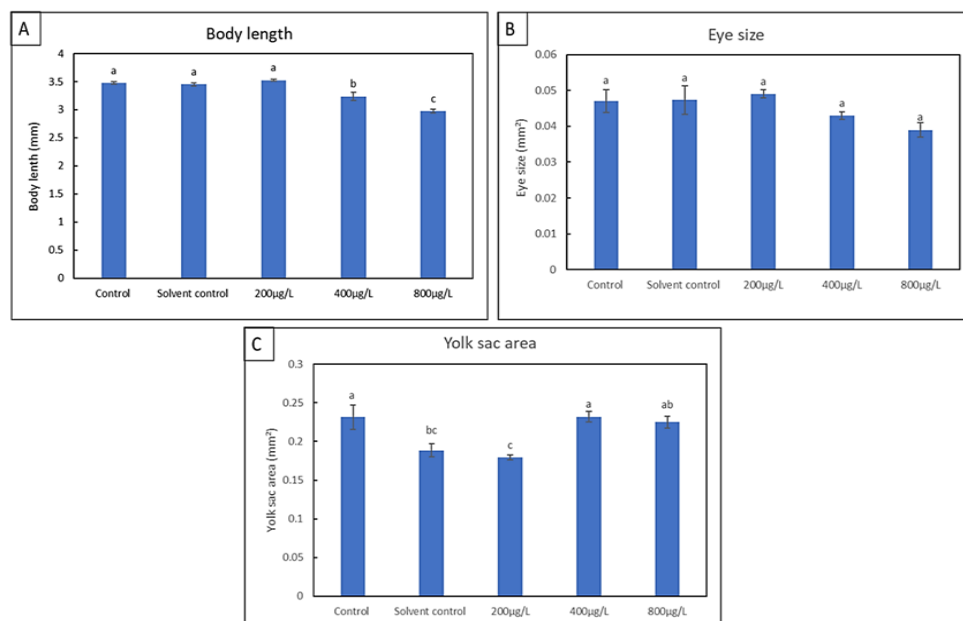 A
Body length
4
3.5
3
2.5
2
1.5
1
0.5
0
Body lenth (mm)
a
a
a
b
c
Control
Solvent control
200µg/L
400µg/L
800µg/L
B
Eye size
0.06
0.05
0.04
0.03
0.02
0.01
0
Eye size (mm²)
a
a
a
a
a
Control
Solvent control
200µg/L
400µg/L
800µg/L
C
Yolk sac area
0.3
0.25
0.2
0.15
0.1
0.05
0
Yolk sac area (mm²)
a
bc
c
a
ab
Control
Solvent control
200µg/L
400µg/L
800µg/L